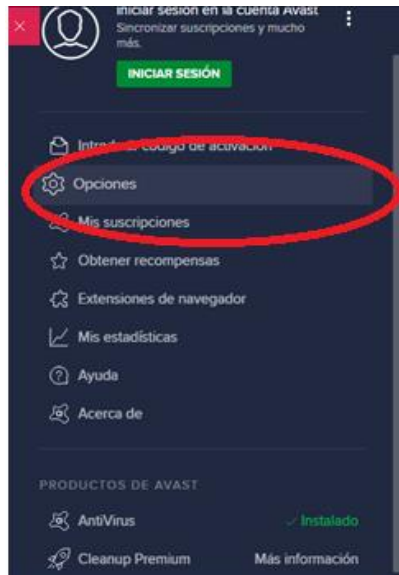 Iniciar sesión en la cuenta Avast
Sincronizar suscripciones y mucho
más.
INICIAR SESIÓN
Introducir código de activación
Opciones
Mis suscripciones
Obtener recompensas
Extensiones de navegador
Mis estadísticas
Ayuda
Acerca de
PRODUCTOS DE AVAST
AntiVirus
Instalado
Cleanup Premium
Más información